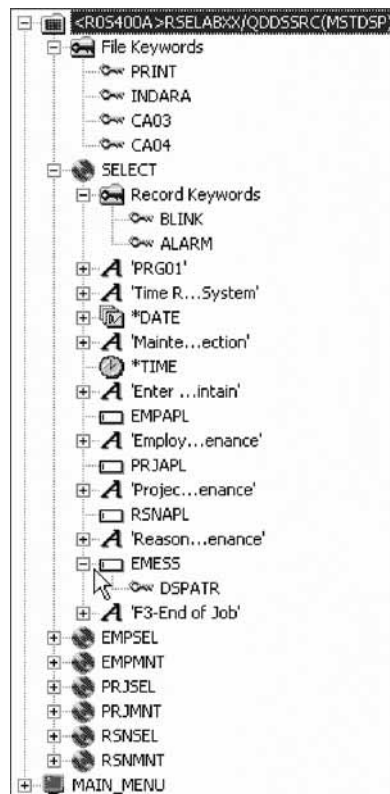 <R0S400A>RSELABXX/QDDSSRC(MSTDSP)
File Keywords
PRINT
INDARA
CA03
CA04
SELECT
Record Keywords
BLINK
ALARM
'PRG01'
'Time R...System'
*DATE
'Mainte...ection'
*TIME
'Enter ...intain'
EMPAPL
'Employ...enance'
PRJAPL
'Projec...enance'
RSNAPL
'Reason...enance'
EMESS
DSPATR
'F3-End of Job'
EMPSEL
EMPMNT
PRJSEL
PRJMNT
RSNSEL
RSNMNT
MAIN_MENU